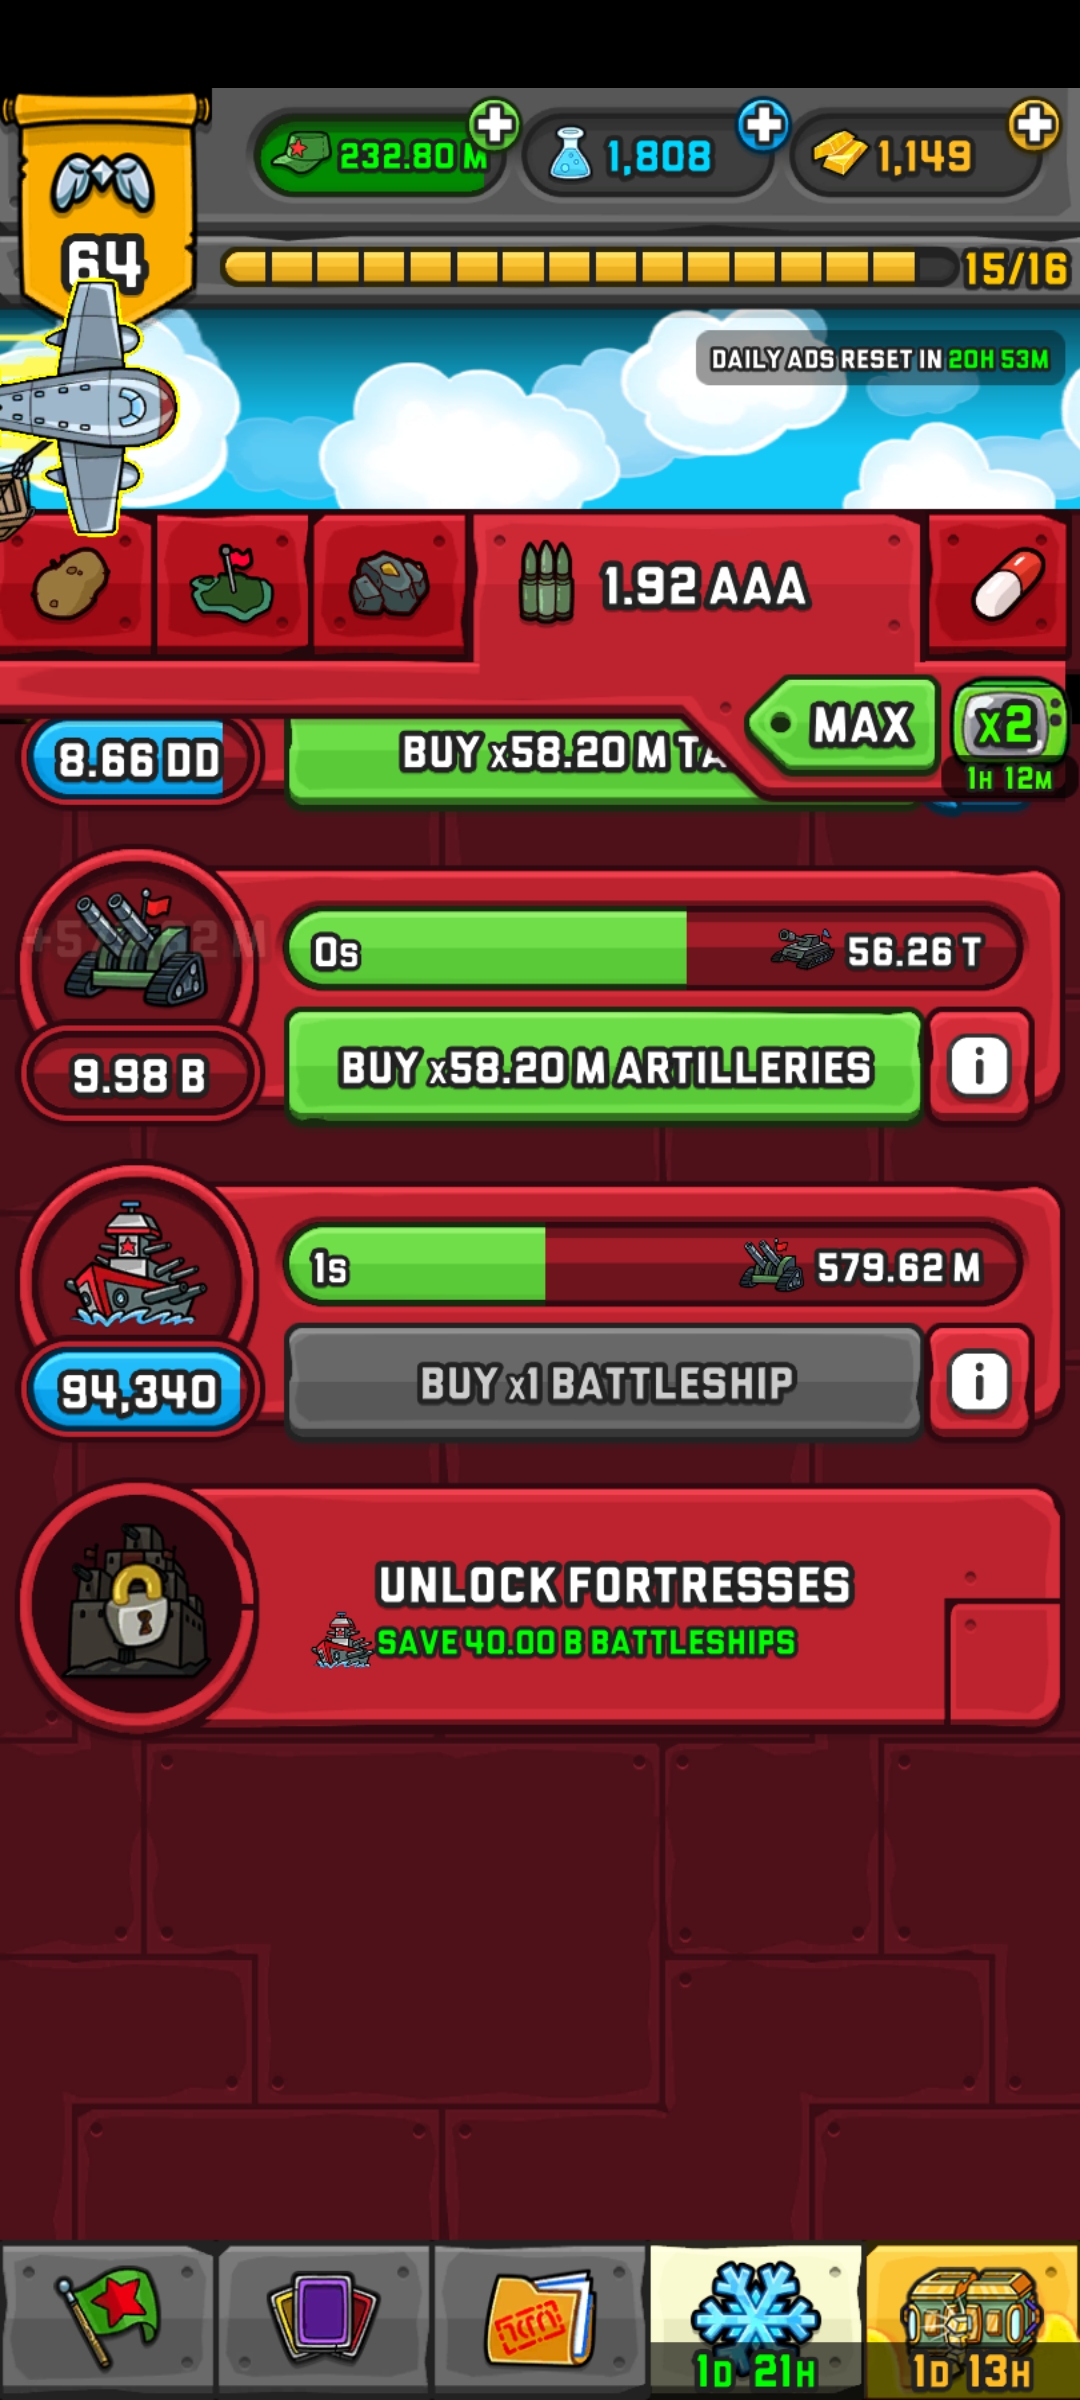 232.80 M
1,808
1,149
64
15/16
DAILY ADS RESET IN 20H 53M
1.92 AAA
MAX
x2
1H 12M
8.66 DD
BUY x58.20 M TA
0s
56.26 T
9.98 B
BUY x58.20 M ARTILLERIES
i
1s
579.62 M
94,340
BUY x1 BATTLESHIP
i
UNLOCK FORTRESSES
SAVE 40.00 B BATTLESHIPS
1D 21H
1D 13H